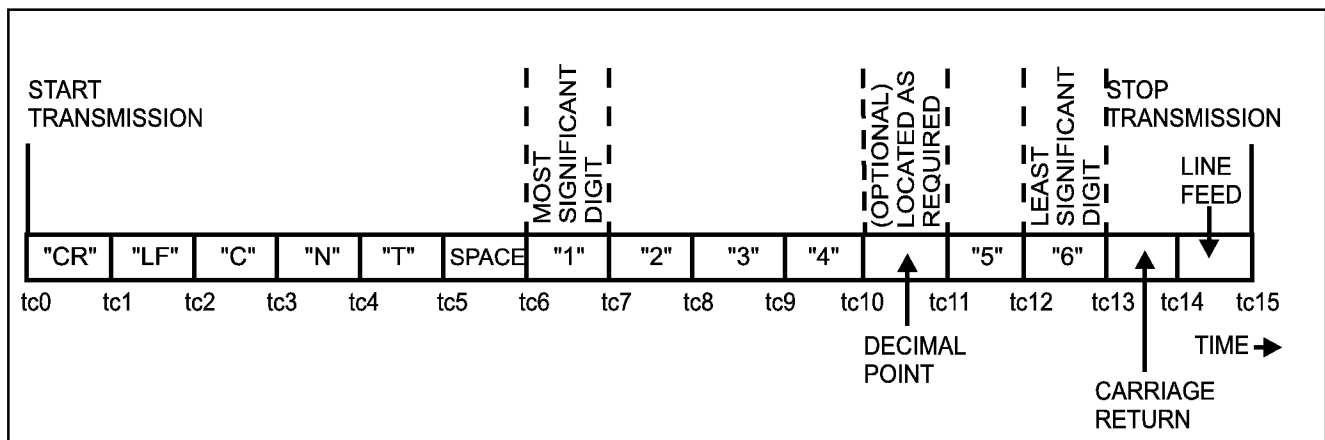 START
TRANSMISSION
MOST
SIGNIFICANT
DIGIT
(OPTIONAL)
LOCATED AS
REQUIRED
LEAST
SIGNIFICANT
DIGIT
STOP
TRANSMISSION
LINE
FEED
"CR" "LF" "C" "N" "T" SPACE "1" "2" "3" "4" "5" "6"
tc0 tc1 tc2 tc3 tc4 tc5 tc6 tc7 tc8 tc9 tc10 tc11 tc12 tc13 tc14 tc15
DECIMAL
POINT
CARRIAGE
RETURN
TIME